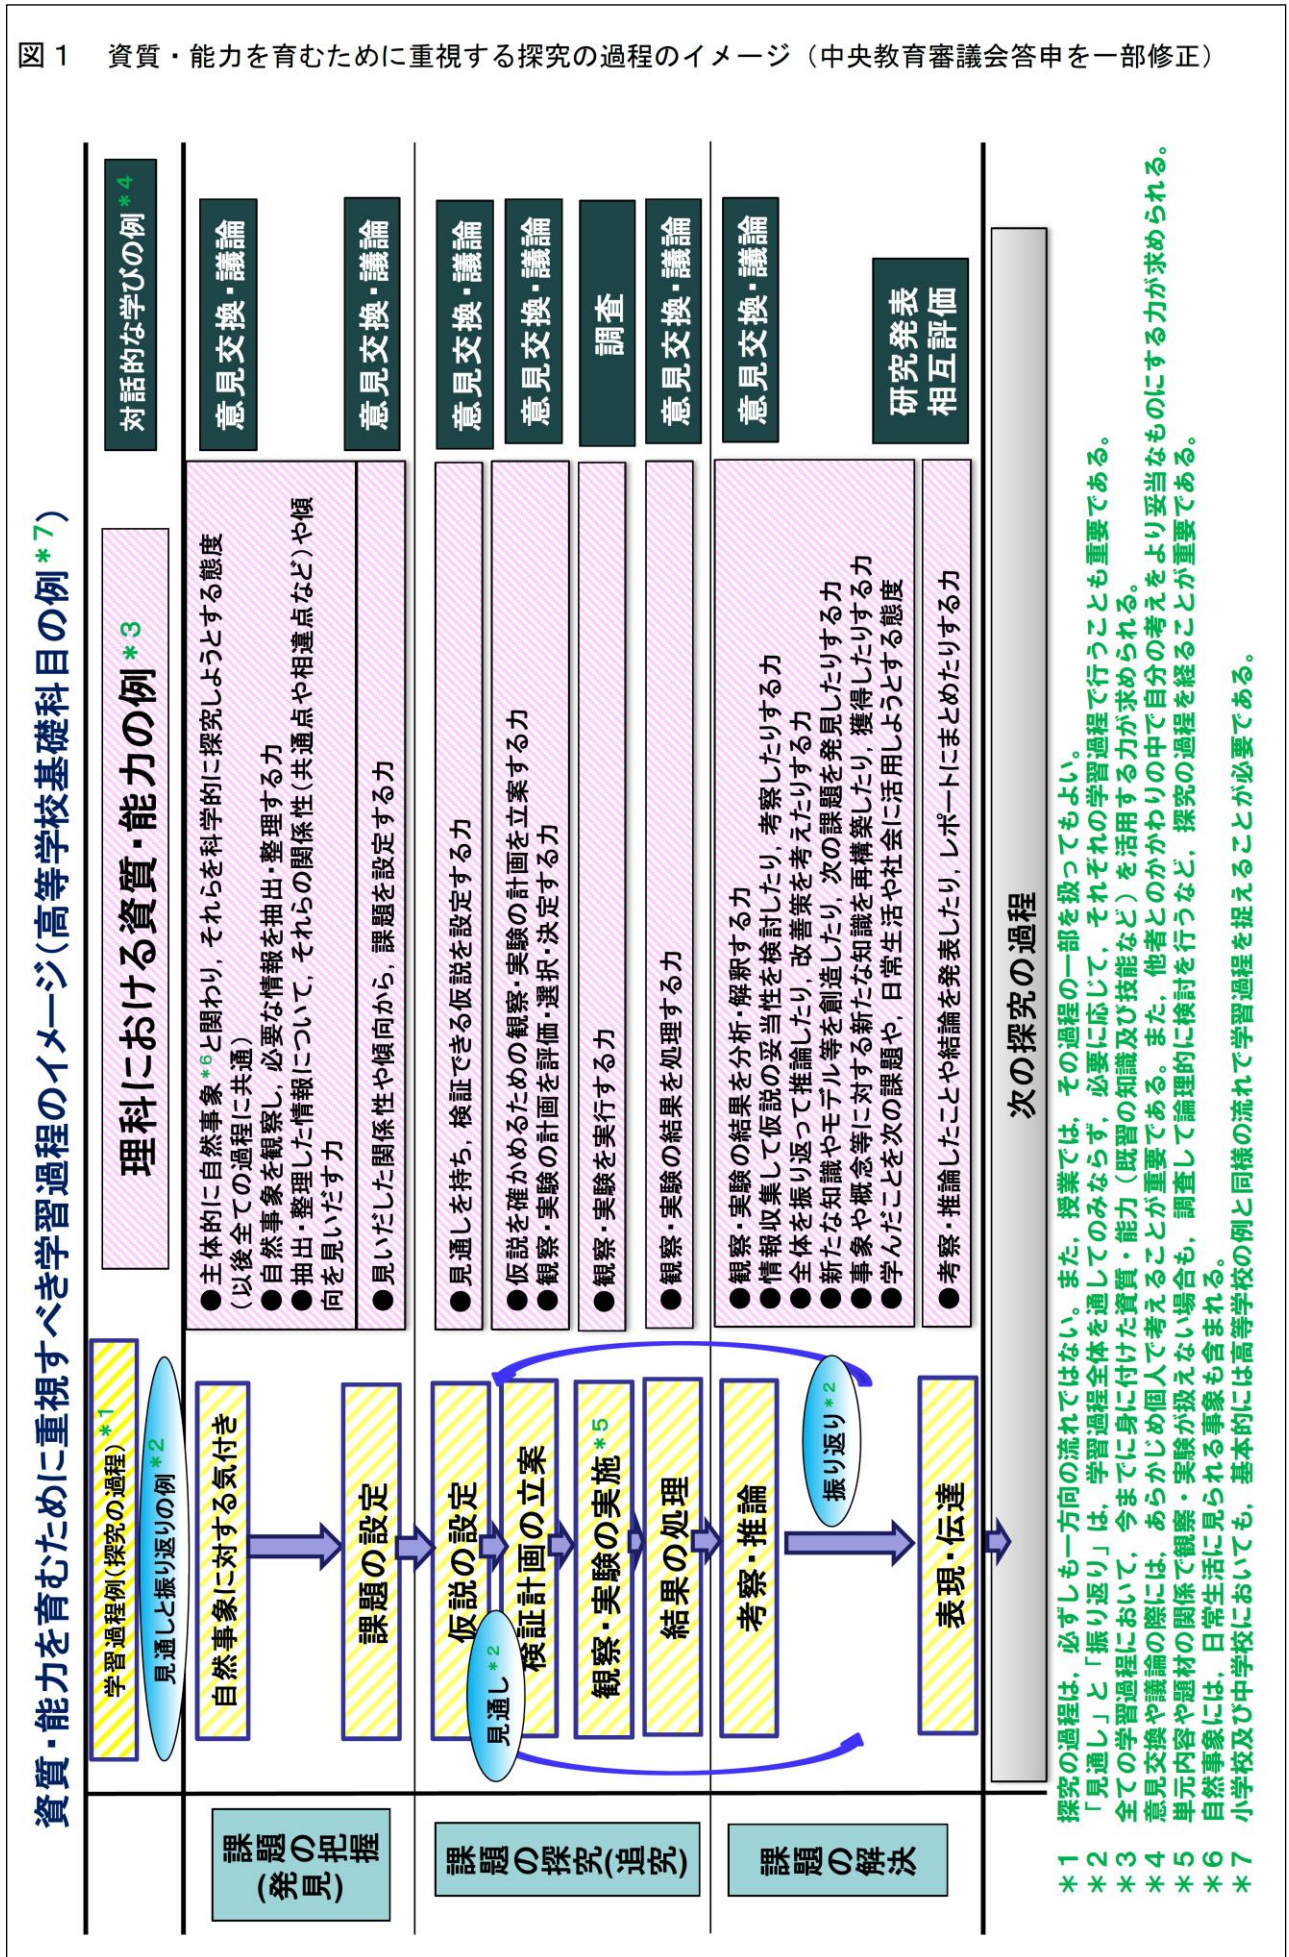 図1 資質・能力を育むために重視する探究の過程のイメージ（中央教育審議会答申を一部修正）
資質・能力を育むために重視すべき学習過程のイメージ(高等学校基礎科目の例*7)
学習過程例(探究の過程)*1
見通しと振り返りの例*2
理科における資質・能力の例*3
対話的な学びの例*4
課題の把握
(発見)
自然事象に対する気付き
●主体的に自然事象*6と関わり, それらを科学的に探究しようとする態度
(以後全ての過程に共通)
●自然事象を観察し, 必要な情報を抽出・整理する力
●抽出・整理した情報について, それらの関係性(共通点や相違点など)や傾
向を見いだす力
意見交換・議論
課題の設定
●見いだした関係性や傾向から, 課題を設定する力
意見交換・議論
課題の探究(追究)
仮説の設定
●見通しを持ち, 検証できる仮説を設定する力
意見交換・議論
見通し*2
検証計画の立案
●仮説を確かめるための観察・実験の計画を立案する力
●観察・実験の計画を評価・選択・決定する力
意見交換・議論
観察・実験の実施*5
●観察・実験を実行する力
調査
結果の処理
●観察・実験の結果を処理する力
意見交換・議論
課題の解決
考察・推論
●観察・実験の結果を分析・解釈する力
●情報収集して仮説の妥当性を検討したり, 考察したりする力
●全体を振り返って推論したり, 改善策を考えたりする力
●新たな知識やモデル等を創造したり, 次の課題を発見したりする力
●事象や概念等に対する新たな知識を再構築したり, 獲得したりする力
●学んだことを次の課題や, 日常生活や社会に活用しようとする態度
意見交換・議論
振り返り*2
表現・伝達
●考察・推論したことや結論を発表したり, レポートにまとめたりする力
研究発表
相互評価
次の探究の過程
*1 探究の過程は, 必ずしも一方向の流れではない。また, 授業では, その過程の一部を扱ってもよい。
*2 「見通し」と「振り返り」は, 学習過程全体を通してのみならず, 必要に応じて, それぞれの学習過程で行うことも重要である。
*3 全ての学習過程において, 今までに身に付けた資質・能力（既習の知識及び技能など）を活用する力が求められる。
*4 意見交換や議論の際には, あらかじめ個人で考えることが重要である。また, 他者とのかかわりの中で自分の考えをより妥当なものにする力が求められる。
*5 単元内容や題材の関係で観察・実験が扱えない場合も, 調査して論理的に検討を行うなど, 探究の過程を経ることが重要である。
*6 自然事象には, 日常生活に見られる事象も含まれる。
*7 小学校及び中学校においても, 基本的には高等学校の例と同様の流れで学習過程を捉えることが必要である。